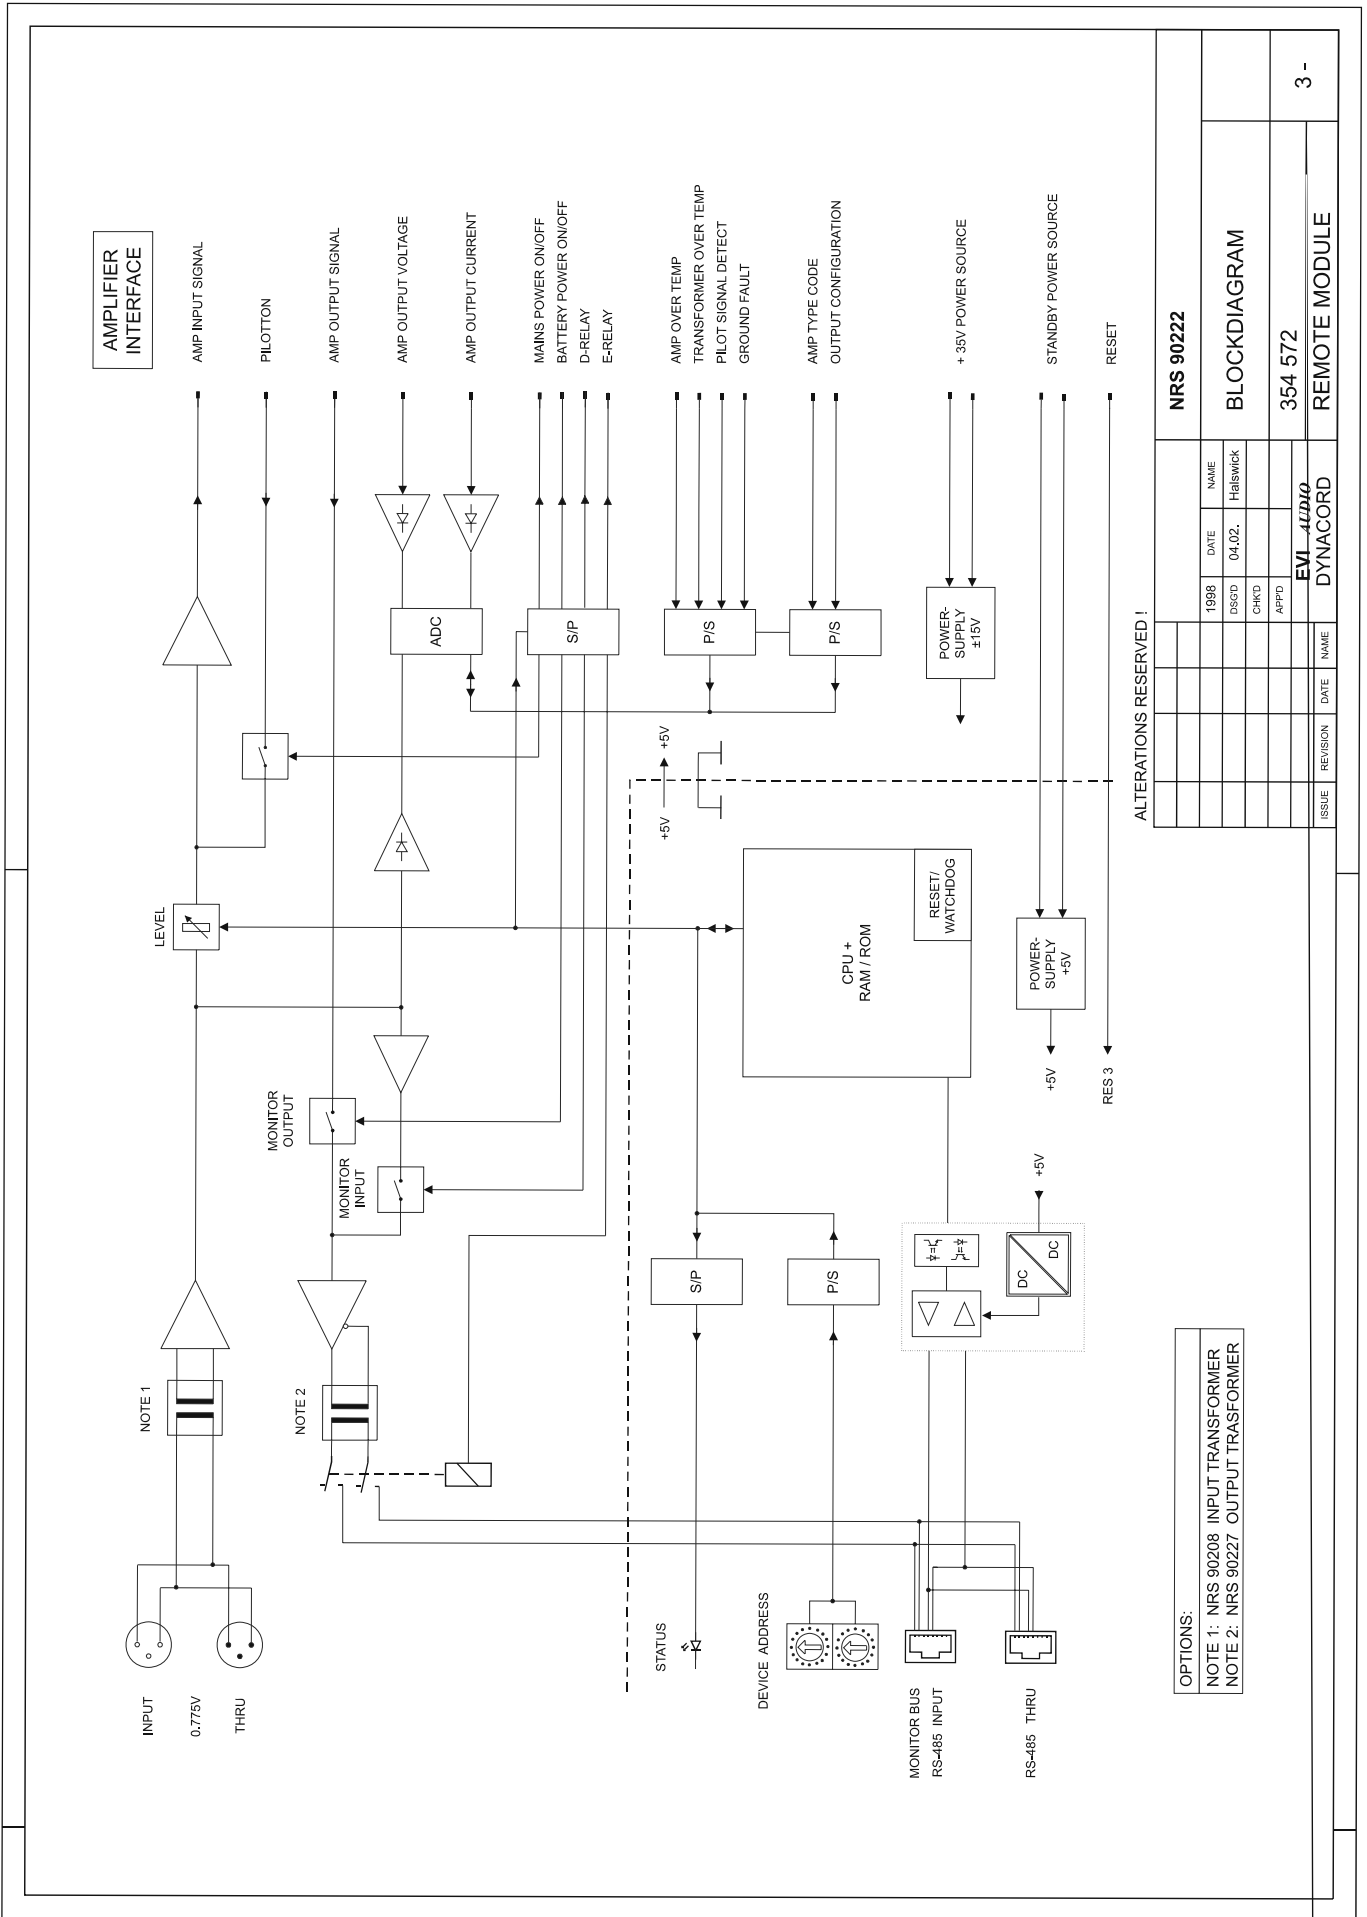 AMPLIFIER
INTERFACE
AMP INPUT SIGNAL
PILOTTON
AMP OUTPUT SIGNAL
AMP OUTPUT VOLTAGE
AMP OUTPUT CURRENT
MAINS POWER ON/OFF
BATTERY POWER ON/OFF
D-RELAY
E-RELAY
AMP OVER TEMP
TRANSFORMER OVER TEMP
PILOT SIGNAL DETECT
GROUND FAULT
AMP TYPE CODE
OUTPUT CONFIGURATION
+ 35V POWER SOURCE
STANDBY POWER SOURCE
RESET
ADC
S/P
P/S
P/S
POWER-
SUPPLY
±15V
+5V
+5V
LEVEL
CPU +
RAM / ROM
RESET/
WATCHDOG
POWER-
SUPPLY
+5V
+5V
RES 3
MONITOR
OUTPUT
MONITOR
INPUT
S/P
P/S
+5V
DC
DC
NOTE 1
NOTE 2
INPUT
0.775V
THRU
STATUS
DEVICE ADDRESS
MONITOR BUS
RS-485 INPUT
RS-485 THRU
OPTIONS:
NOTE 1: NRS 90208 INPUT TRANSFORMER
NOTE 2: NRS 90227 OUTPUT TRASFORMER
ALTERATIONS RESERVED !
ISSUE REVISION DATE NAME
1998 DATE NAME
DSG'D 04.02. Halswick
CHK'D
APP'D
EVI AUDIO
DYNACORD
NRS 90222
BLOCKDIAGRAM
354 572
3 -
REMOTE MODULE